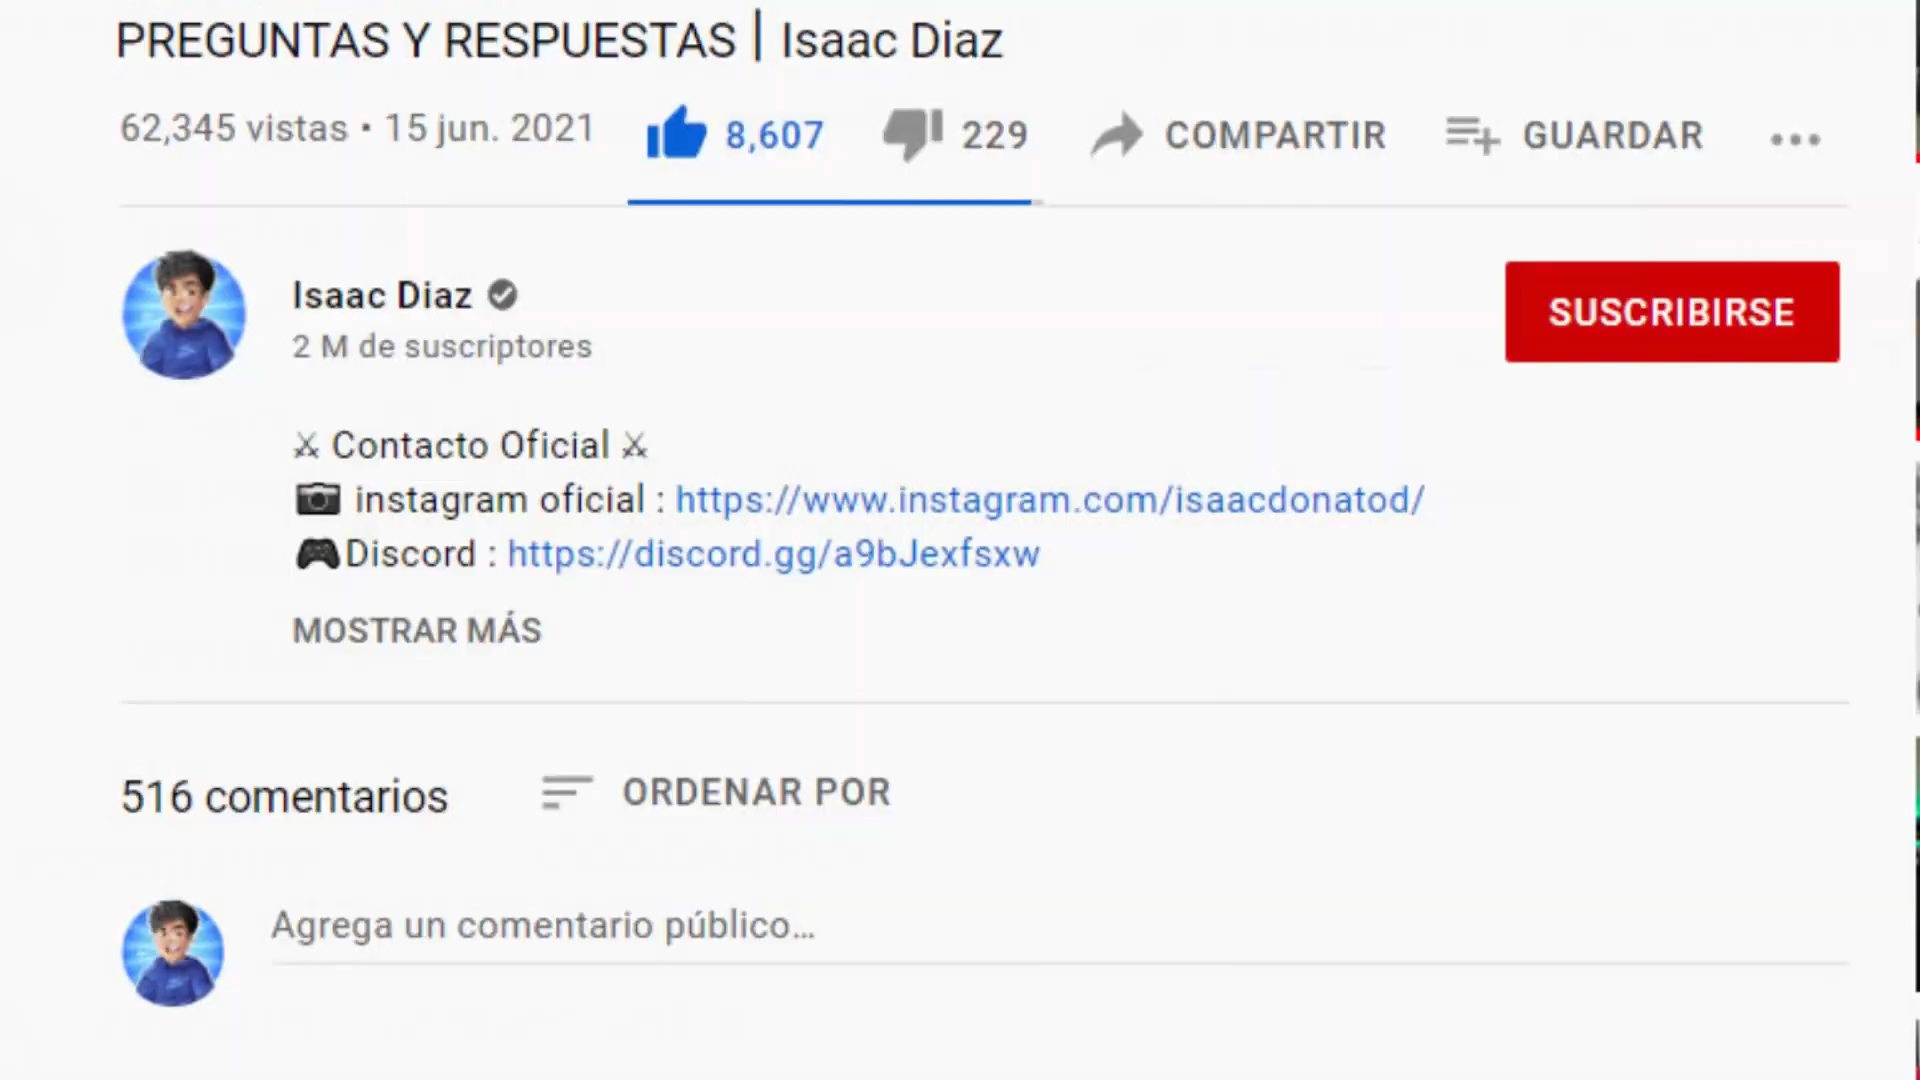 PREGUNTAS Y RESPUESTAS | Isaac Diaz
62,345 vistas • 15 jun. 2021
8,607
229
COMPARTIR
GUARDAR
Isaac Diaz
2 M de suscriptores
SUSCRIBIRSE
⚔ Contacto Oficial ⚔
📷 instagram oficial : https://www.instagram.com/isaacdonatod/
🎮Discord : https://discord.gg/a9bJexfsxw
MOSTRAR MÁS
516 comentarios
ORDENAR POR
Agrega un comentario público...